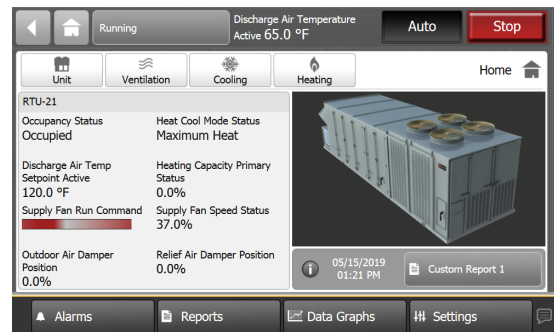 Running
Discharge Air Temperature
Active 65.0 °F
Auto
Stop
Unit
Ventilation
Cooling
Heating
Home
RTU-21
Occupancy Status
Occupied
Heat Cool Mode Status
Maximum Heat
Discharge Air Temp
Setpoint Active
120.0 °F
Heating Capacity Primary
Status
0.0%
Supply Fan Run Command
Supply Fan Speed Status
37.0%
Outdoor Air Damper
Position
0.0%
Relief Air Damper Position
0.0%
05/15/2019
01:21 PM
Custom Report 1
Alarms
Reports
Data Graphs
Settings